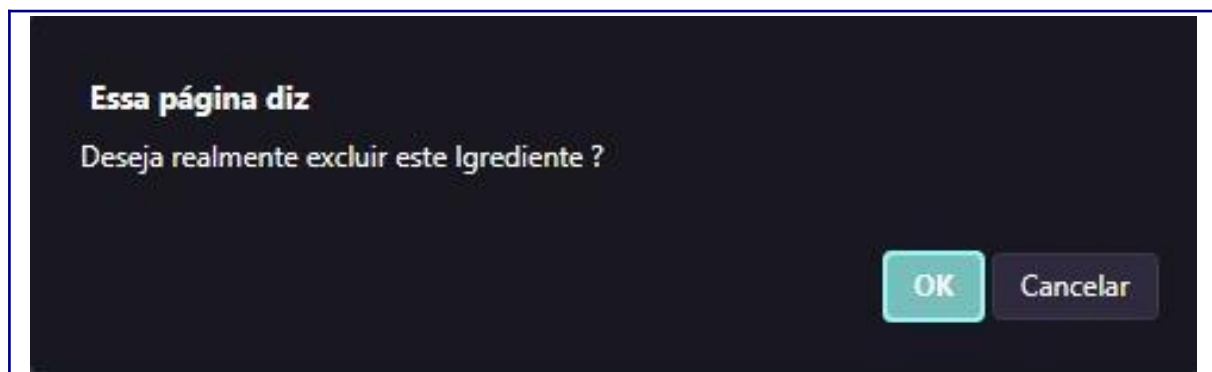 Essa página diz
Deseja realmente excluir este Igrediente ?
OK
Cancelar